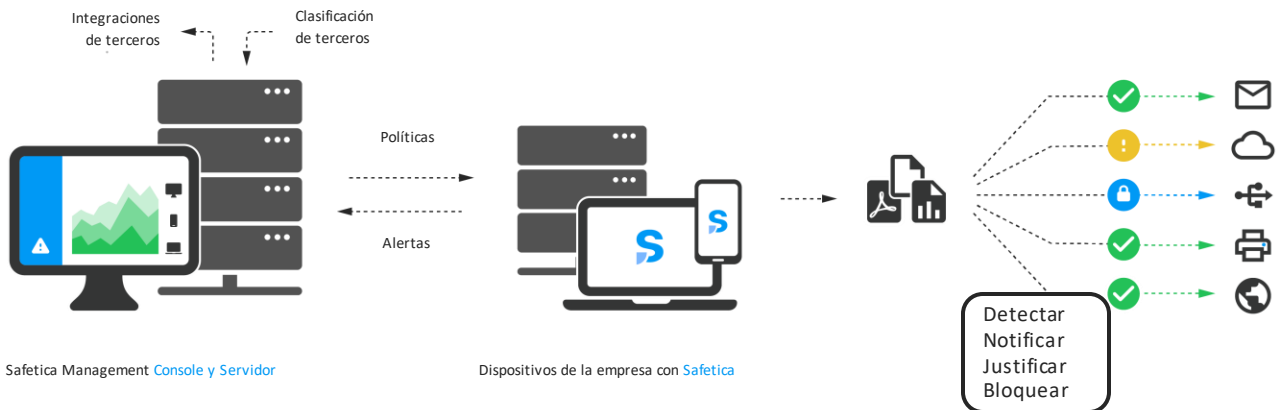 Integraciones
de terceros
Clasificación
de terceros
Políticas
Alertas
Safetica Management Console y Servidor
Dispositivos de la empresa con Safetica
Detectar
Notificar
Justificar
Bloquear